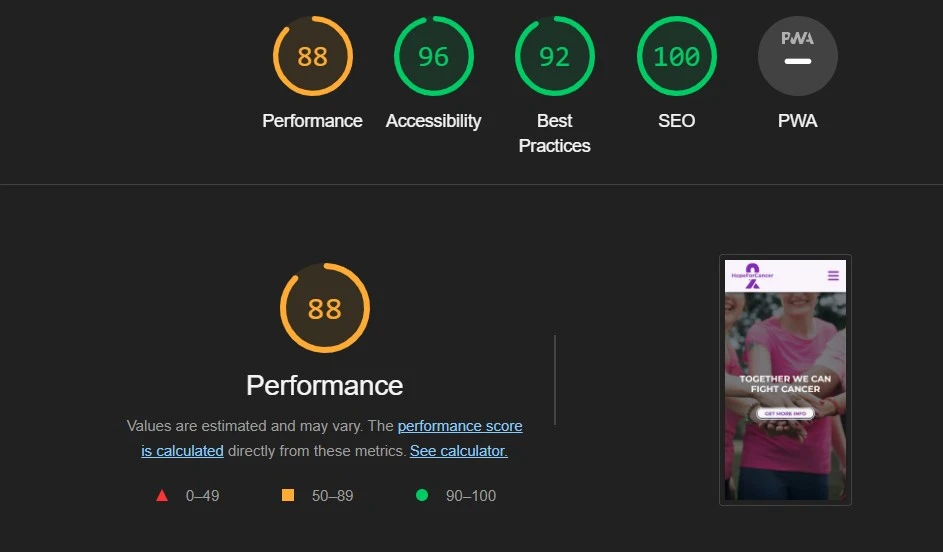 88
96
92
100
PWA
Performance
Accessibility
Best
Practices
SEO
PWA
88
Performance
Values are estimated and may vary. The performance score
is calculated directly from these metrics. See calculator.
0–49
50–89
90–100
HopeForCancer
TOGETHER WE CAN
FIGHT CANCER
GET MORE INFO